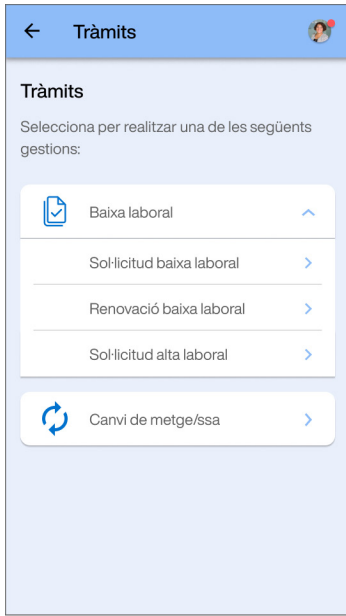 Tràmits
Tràmits
Selecciona per realitzar una de les següents
gestions:
Baixa laboral
Sol·licitud baixa laboral
Renovació baixa laboral
Sol·licitud alta laboral
Canvi de metge/ssa